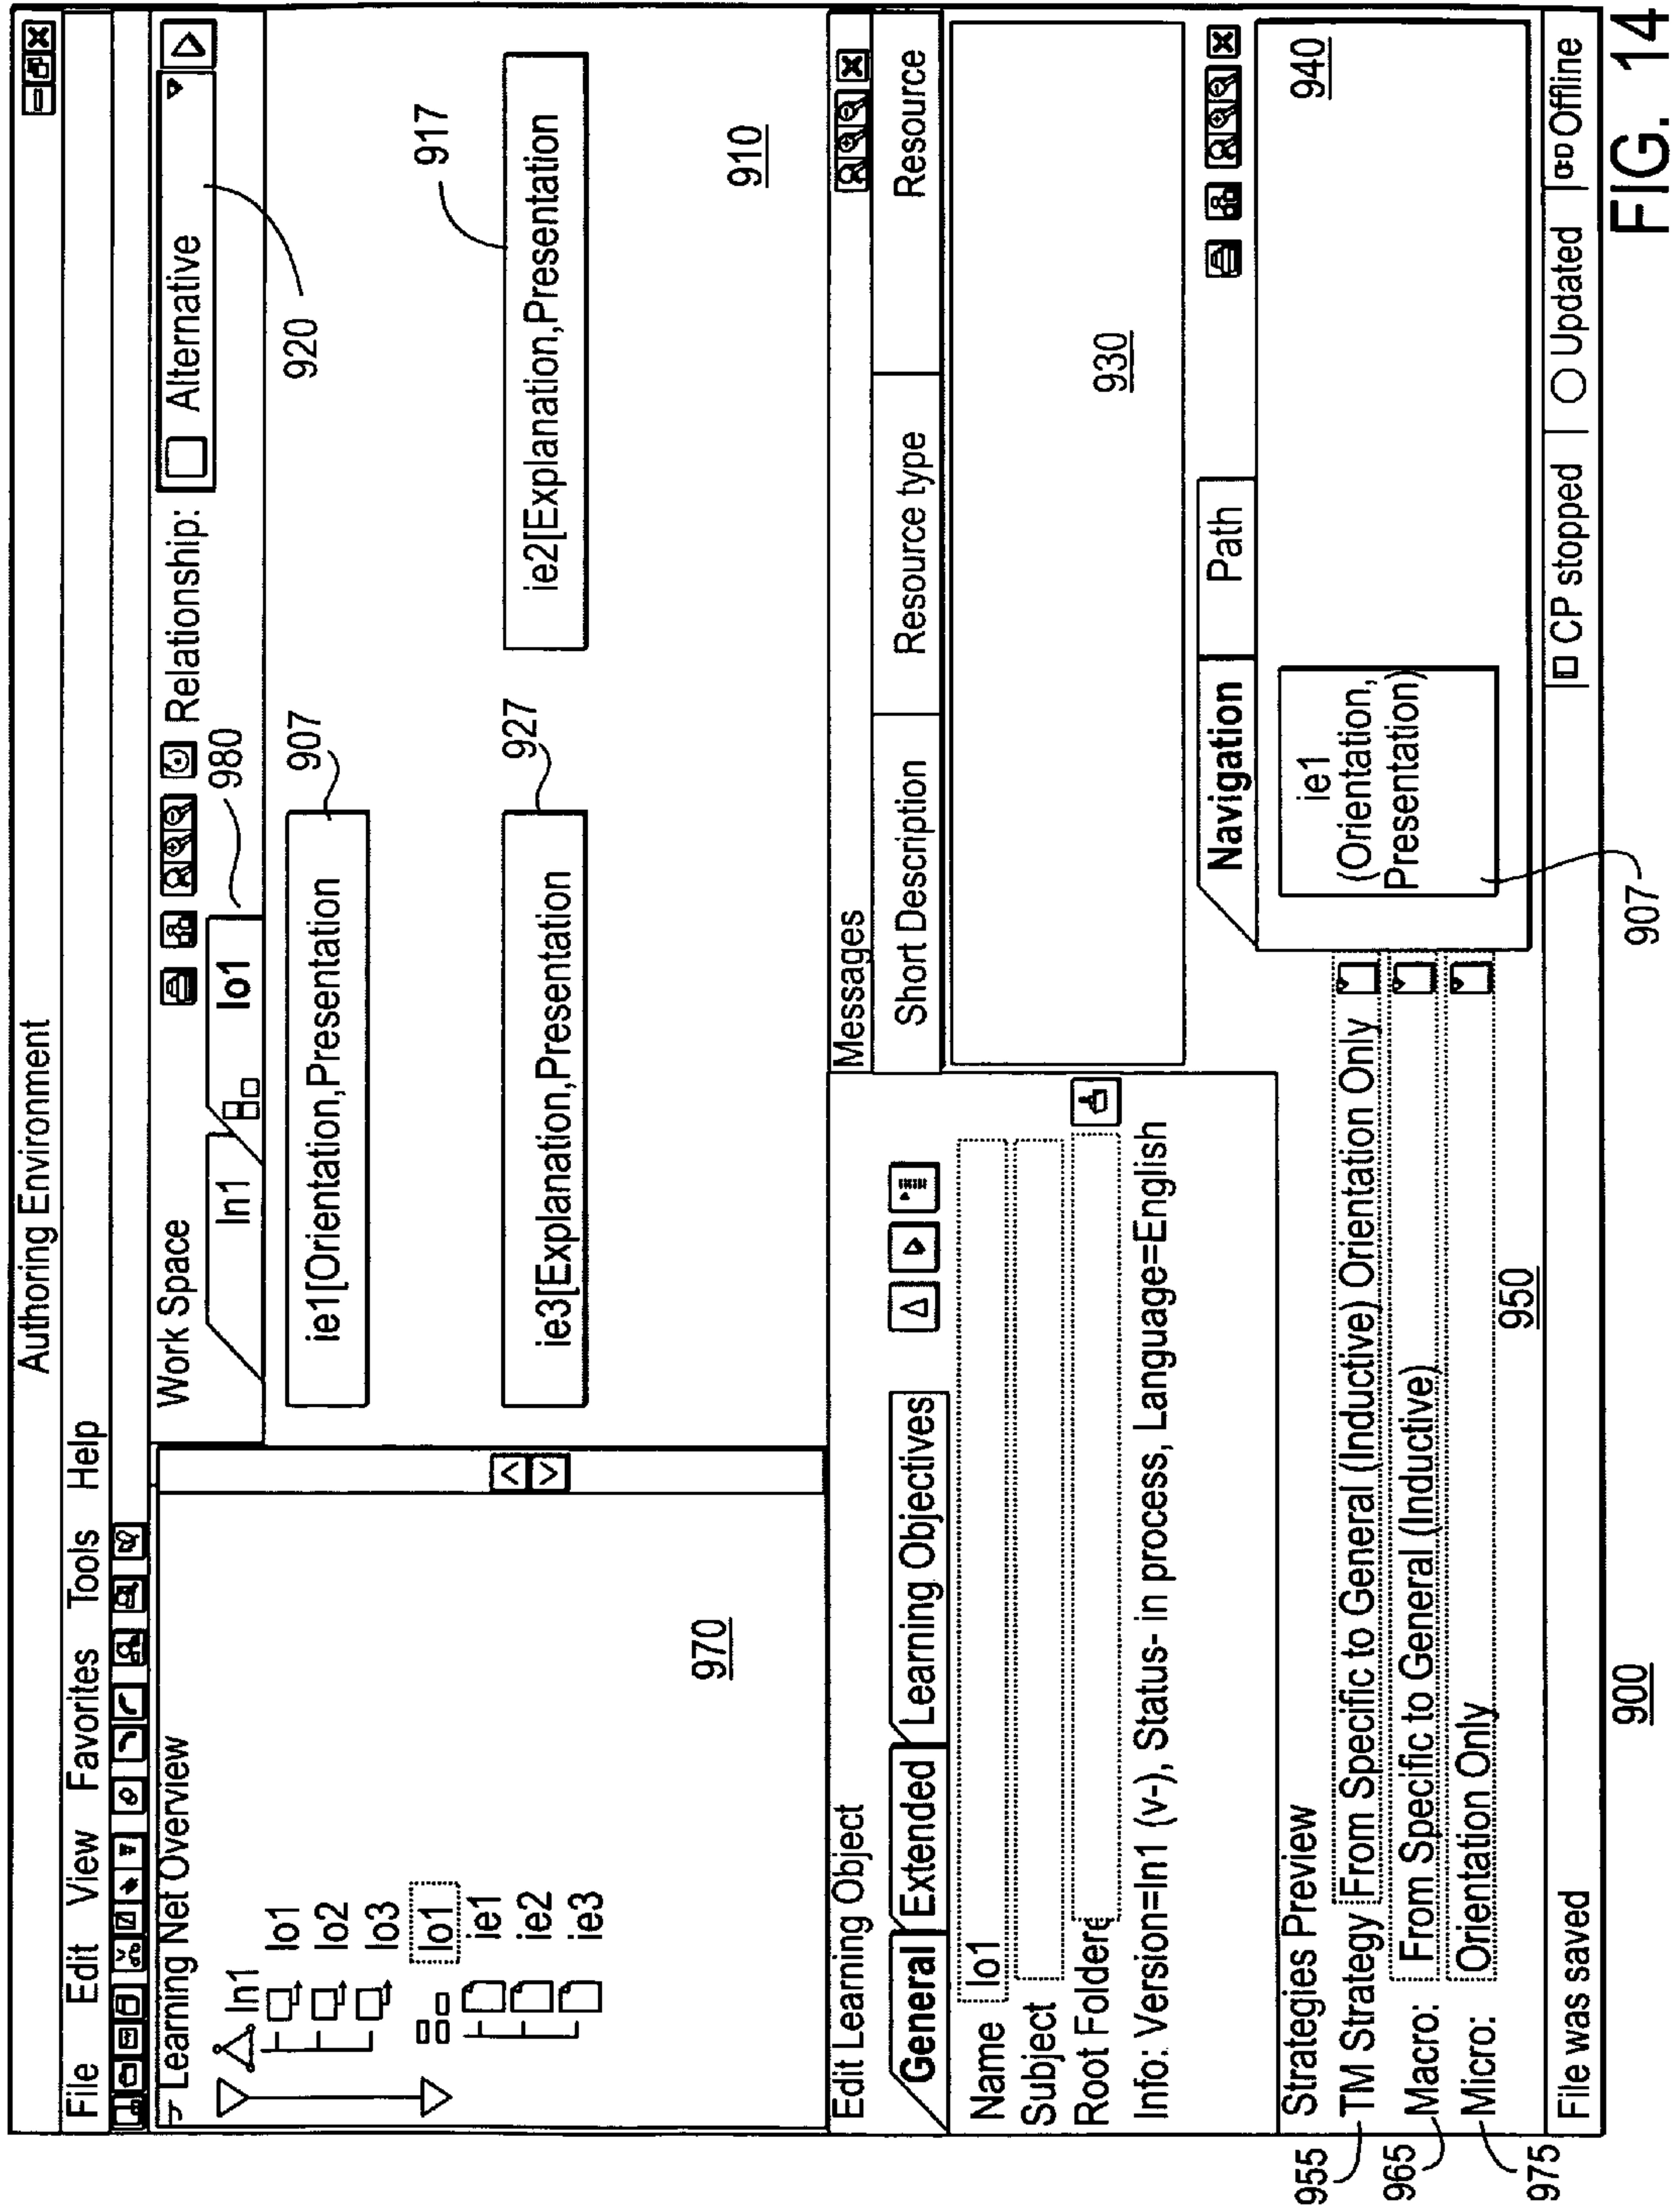 Authoring Environment
File Edit View Favorites Tools Help
Learning Net Overview
ln1
lo1
lo2
lo3
lo1
ie1
ie2
ie3
970
Work Space
Relationship: Alternative
ln1 lo1
980
920
ie1[Orientation,Presentation
907
917
ie3[Explanation,Presentation
927
ie2[Explanation,Presentation
910
Edit Learning Object
General Extended Learning Objectives
Name lo1
Subject
Root Folder
Info: Version=ln1 (v-), Status- in process, Language=English
Messages
Short Description Resource type Resource
930
Strategies Preview
955 TM Strategy From Specific to General (Inductive) Orientation Only
965 Macro: From Specific to General (Inductive)
975 Micro: Orientation Only
950
Navigation Path
ie1
(Orientation,
Presentation)
940
907
File was saved CP stopped Updated Offline
900
FIG. 14